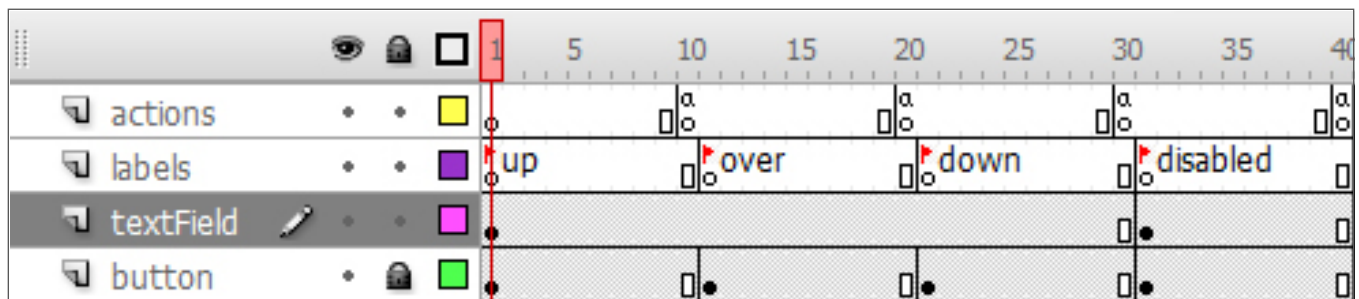 1 5 10 15 20 25 30 35 40
actions a a a a
labels up over down disabled
textField
button